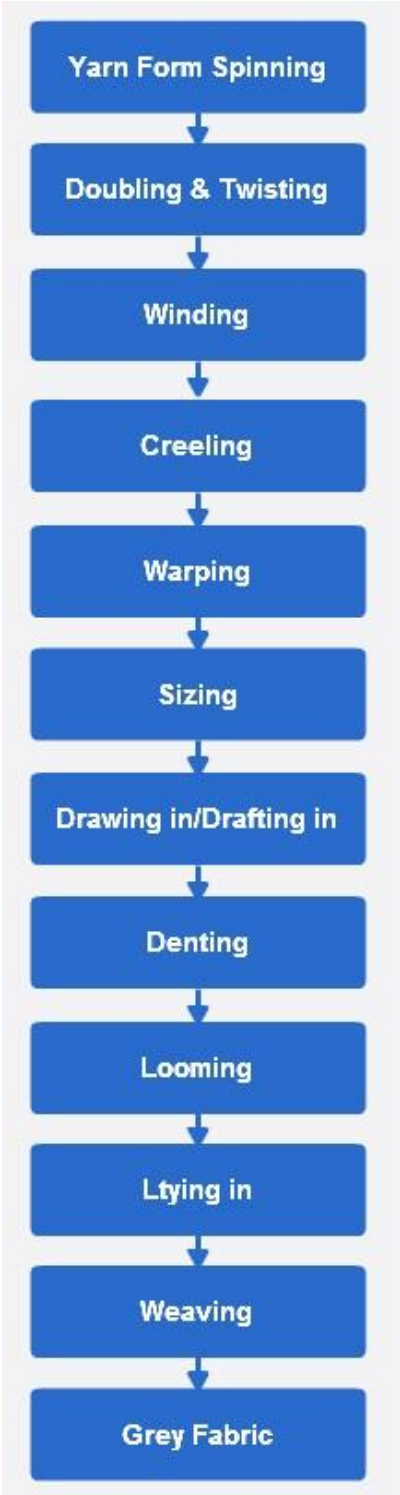 Yarn Form Spinning
Doubling & Twisting
Winding
Creeling
Warping
Sizing
Drawing in/Drafting in
Denting
Looming
Ltying in
Weaving
Grey Fabric